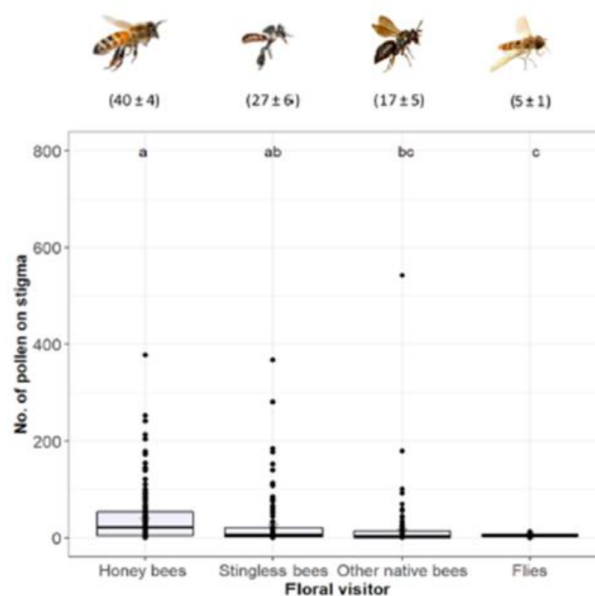 (40 ± 4) (27 ± 6) (17 ± 5) (5 ± 1)
800 a ab bc c
600
400
200
0
No. of pollen on stigma
Honey bees Stingless bees Other native bees Flies
Floral visitor